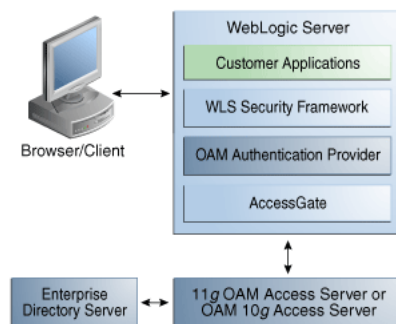 WebLogic Server
Customer Applications
WLS Security Framework
OAM Authentication Provider
AccessGate
Browser/Client
Enterprise
Directory Server
11g OAM Access Server or
OAM 10g Access Server